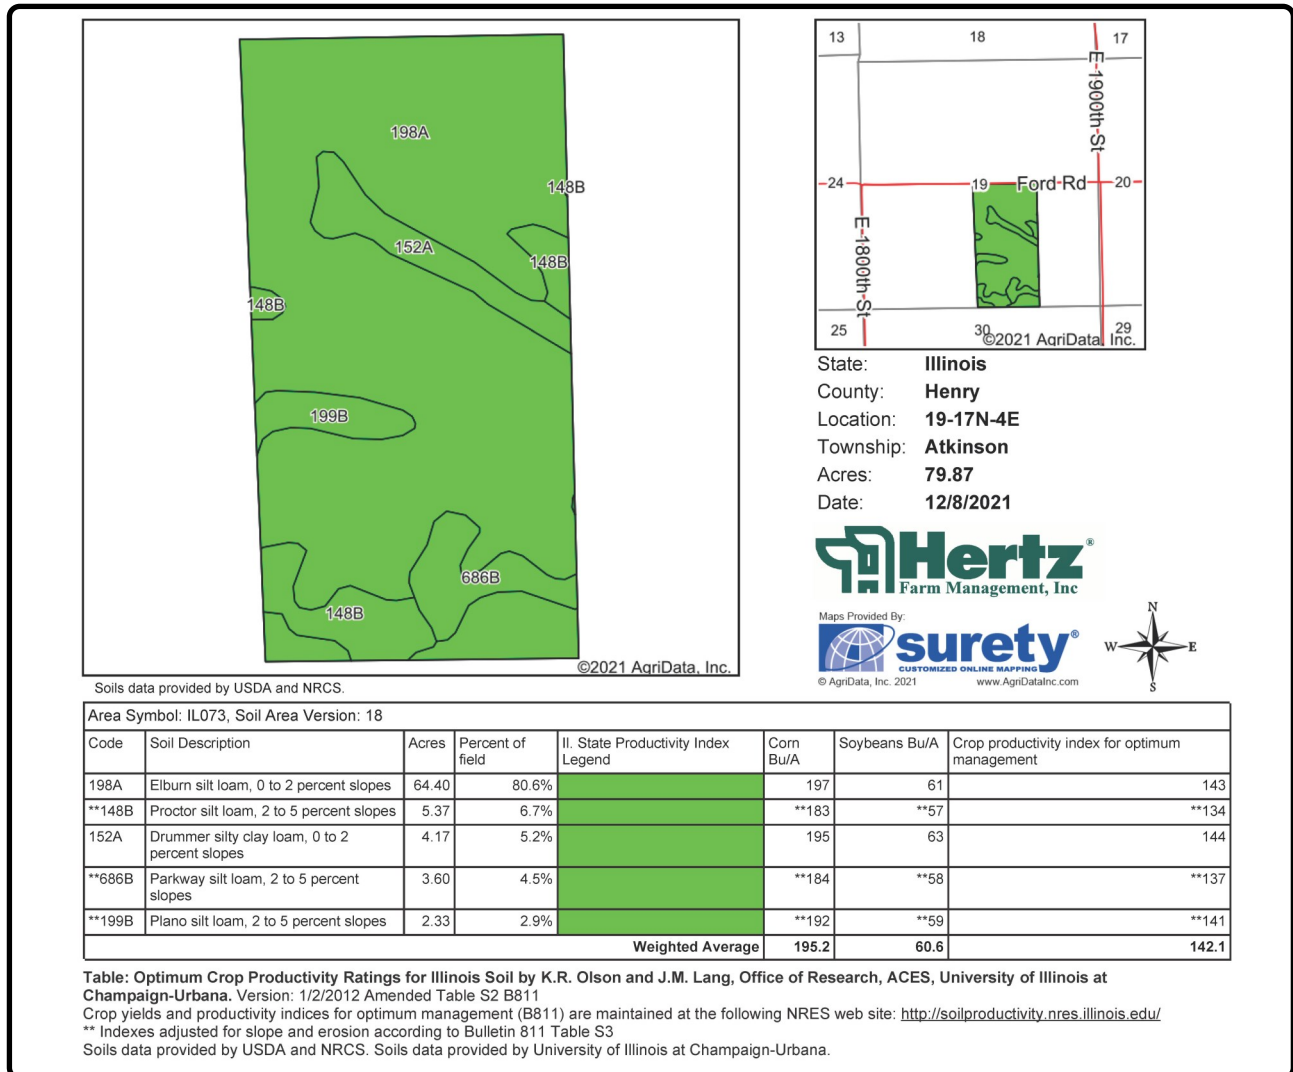 198A
148B
152A
148B
148B
199B
686B
148B
©2021 AgriData, Inc.
Soils data provided by USDA and NRCS.
13 18 17
E 1900th St
24 19 Ford Rd 20
E 1800th St
25 30 29
©2021 AgriData, Inc.
State: Illinois
County: Henry
Location: 19-17N-4E
Township: Atkinson
Acres: 79.87
Date: 12/8/2021
Hertz®
Farm Management, Inc
Maps Provided By:
surety®
CUSTOMIZED ONLINE MAPPING
© AgriData, Inc. 2021 www.AgriDataInc.com
N
W E
S
Area Symbol: IL073, Soil Area Version: 18
Code Soil Description Acres Percent of field II. State Productivity Index Legend Corn Bu/A Soybeans Bu/A Crop productivity index for optimum management
198A Elburn silt loam, 0 to 2 percent slopes 64.40 80.6% 197 61 143
**148B Proctor silt loam, 2 to 5 percent slopes 5.37 6.7% **183 **57 **134
152A Drummer silty clay loam, 0 to 2 percent slopes 4.17 5.2% 195 63 144
**686B Parkway silt loam, 2 to 5 percent slopes 3.60 4.5% **184 **58 **137
**199B Plano silt loam, 2 to 5 percent slopes 2.33 2.9% **192 **59 **141
Weighted Average 195.2 60.6 142.1
Table: Optimum Crop Productivity Ratings for Illinois Soil by K.R. Olson and J.M. Lang, Office of Research, ACES, University of Illinois at
Champaign-Urbana. Version: 1/2/2012 Amended Table S2 B811
Crop yields and productivity indices for optimum management (B811) are maintained at the following NRES web site: http://soilproductivity.nres.illinois.edu/
** Indexes adjusted for slope and erosion according to Bulletin 811 Table S3
Soils data provided by USDA and NRCS. Soils data provided by University of Illinois at Champaign-Urbana.